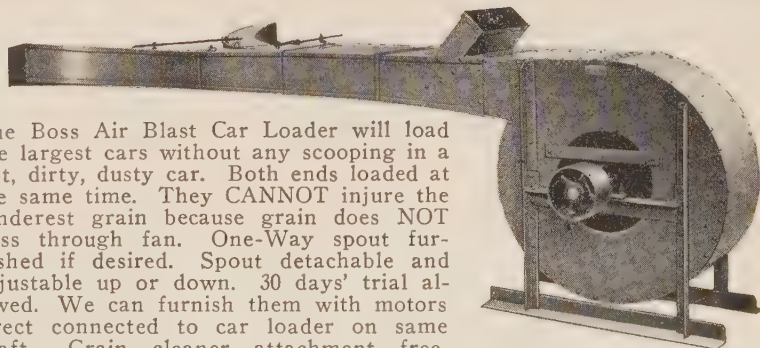 ne Boss Air Blast Car Loader will load
e largest cars without any scooping in a
t, dirty, dusty car. Both ends loaded at
e same time. They CANNOT injure the
nderest grain because grain does NOT
ss through fan. One-Way spout fur-
shed if desired. Spout detachable and
justable up or down. 30 days' trial al-
wed. We can furnish them with motors
rect connected to car loader on same
aft. Grain cleaner attachment free.